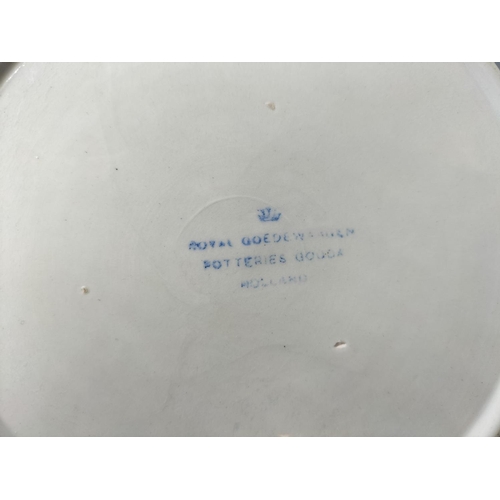 ROYAL GOEDEWAAGEN
POTTERIES GOUDA
HOLLAND